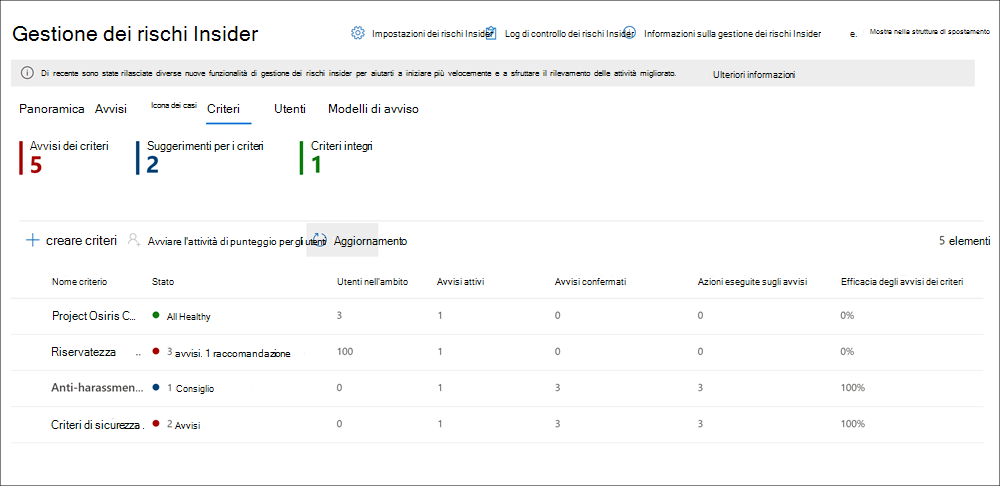 Gestione dei rischi Insider
Impostazioni dei rischi Insider Log di controllo dei rischi Insider Informazioni sulla gestione dei rischi Insider e. Mostra nella struttura di spostamento
Di recente sono state rilasciate diverse nuove funzionalità di gestione dei rischi insider per aiutarti a iniziare più velocemente e a sfruttare il rilevamento delle attività migliorato. Ulteriori informazioni
Panoramica Avvisi Icona dei casi Criteri Utenti Modelli di avviso
Avvisi dei criteri Suggerimenti per i criteri Criteri integri
5 2 1
creare criteri Avviare l'attività di punteggio per gli utenti Aggiornamento 5 elementi
Nome criterio Stato Utenti nell'ambito Avvisi attivi Avvisi confermati Azioni eseguite sugli avvisi Efficacia degli avvisi dei criteri
Project Osiris C... All Healthy 3 1 0 0 0%
Riservatezza .. 3 avvisi. 1 raccomandazione 100 1 0 0 0%
Anti-harassmen... 1 Consiglio 0 1 3 3 100%
Criteri di sicurezza . 2 Avvisi 0 1 3 3 100%